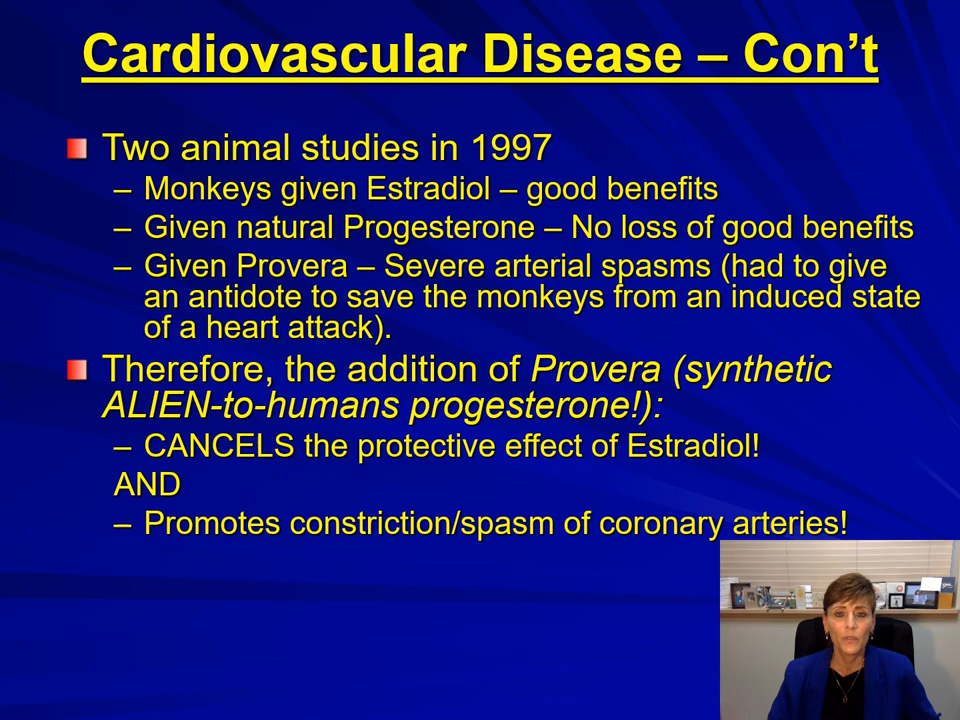 Cardiovascular Disease – Con’t
Two animal studies in 1997
– Monkeys given Estradiol – good benefits
– Given natural Progesterone – No loss of good benefits
– Given Provera – Severe arterial spasms (had to give
an antidote to save the monkeys from an induced state
of a heart attack).
Therefore, the addition of Provera (synthetic
ALIEN-to-humans progesterone!):
– CANCELS the protective effect of Estradiol!
AND
– Promotes constriction/spasm of coronary arteries!